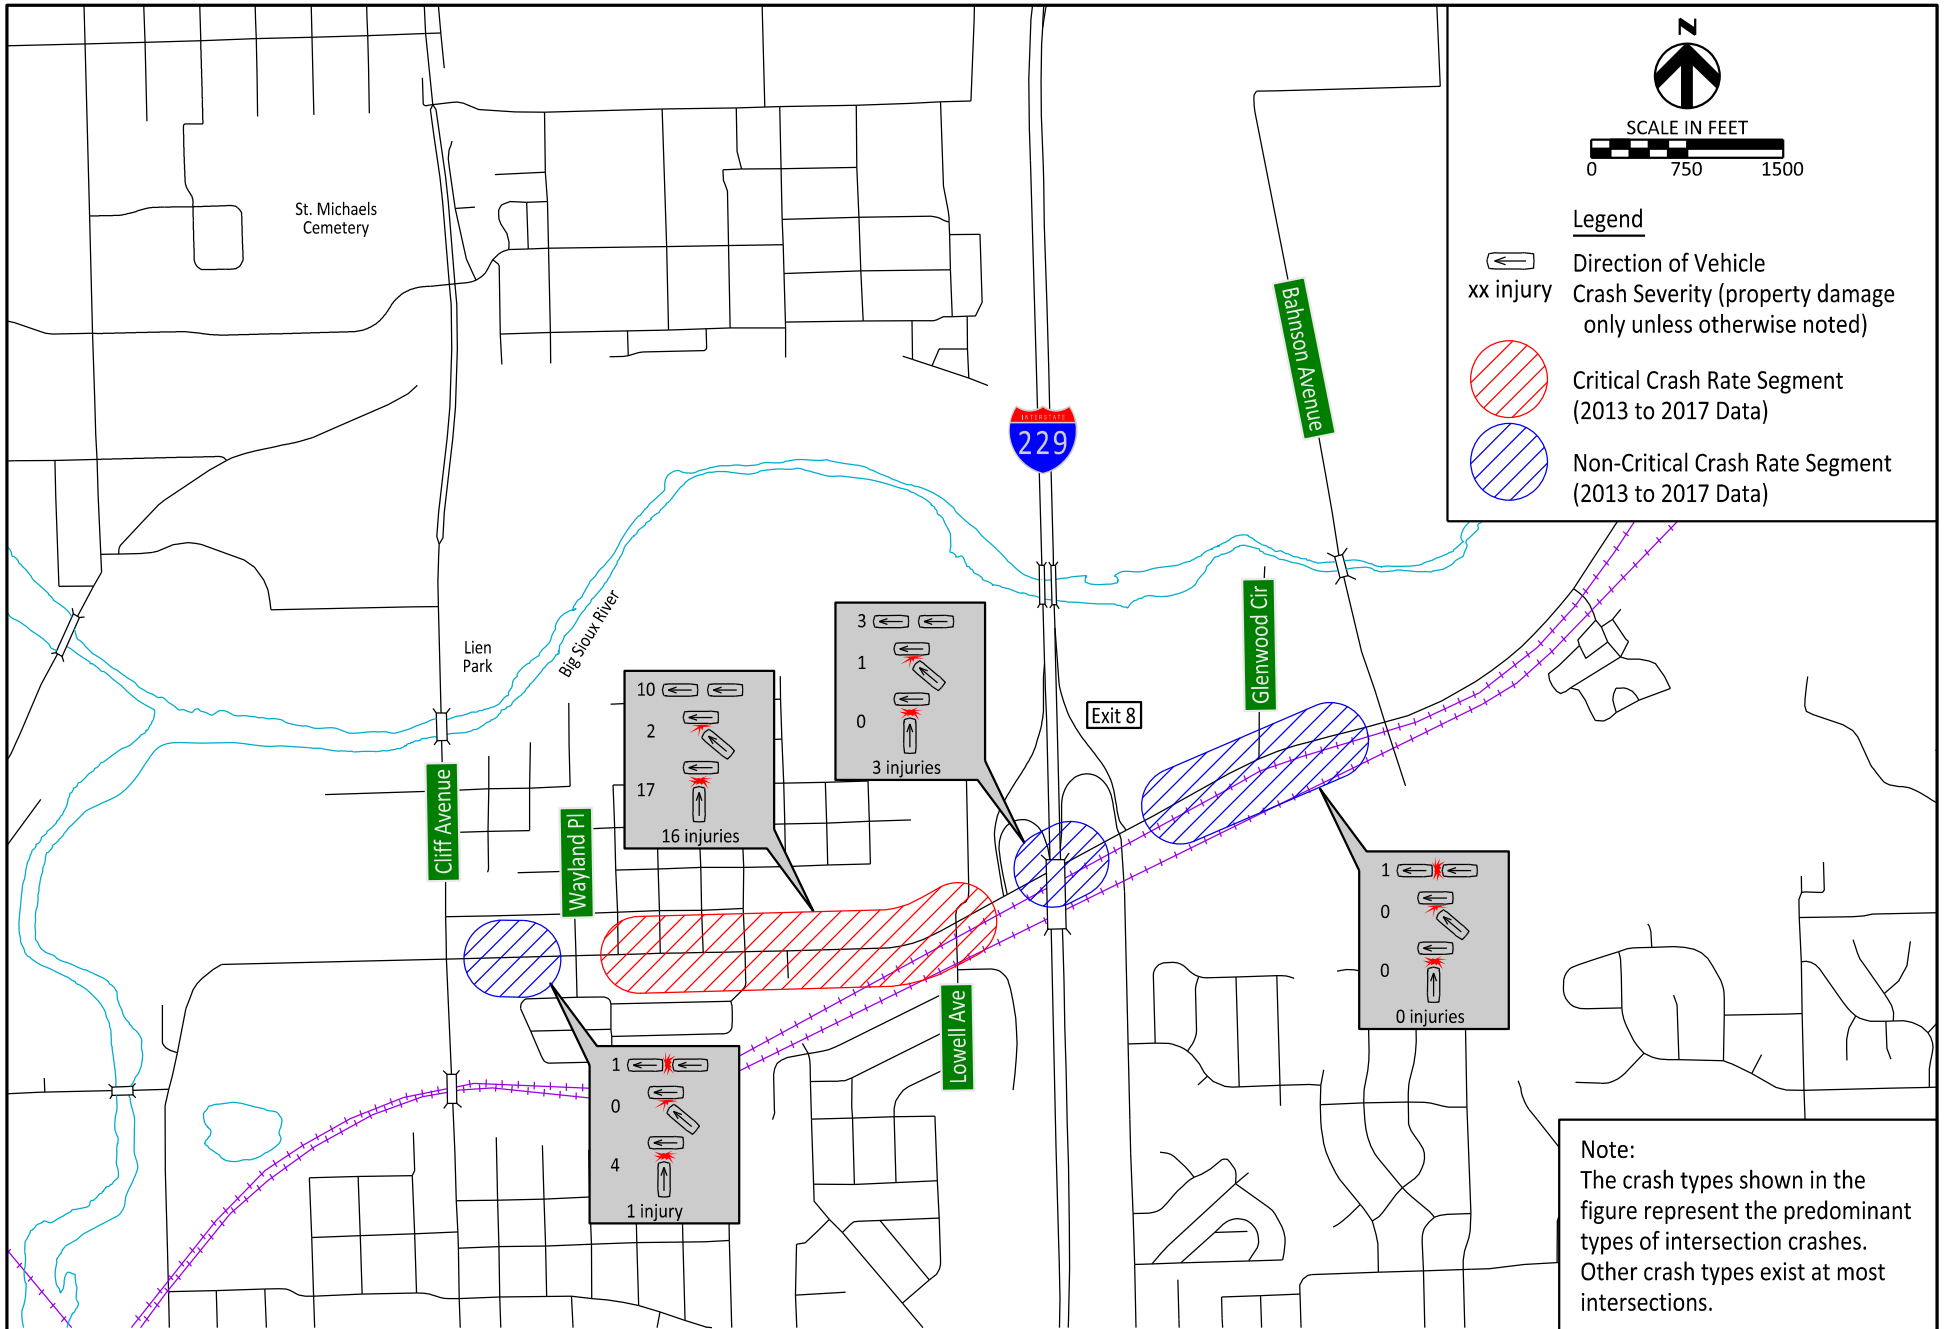 N
SCALE IN FEET
0 750 1500
Legend
Direction of Vehicle
xx injury
Crash Severity (property damage
only unless otherwise noted)
Critical Crash Rate Segment
(2013 to 2017 Data)
Non-Critical Crash Rate Segment
(2013 to 2017 Data)
St. Michaels
Cemetery
Bahnson Avenue
INTERSTATE
229
Lien
Park
Big Sioux River
Glenwood Cir
Exit 8
3
1
0
3 injuries
10
2
17
16 injuries
Cliff Avenue
Wayland Pl
1
0
0
0 injuries
Lowell Ave
1
0
4
1 injury
Note:
The crash types shown in the
figure represent the predominant
types of intersection crashes.
Other crash types exist at most
intersections.